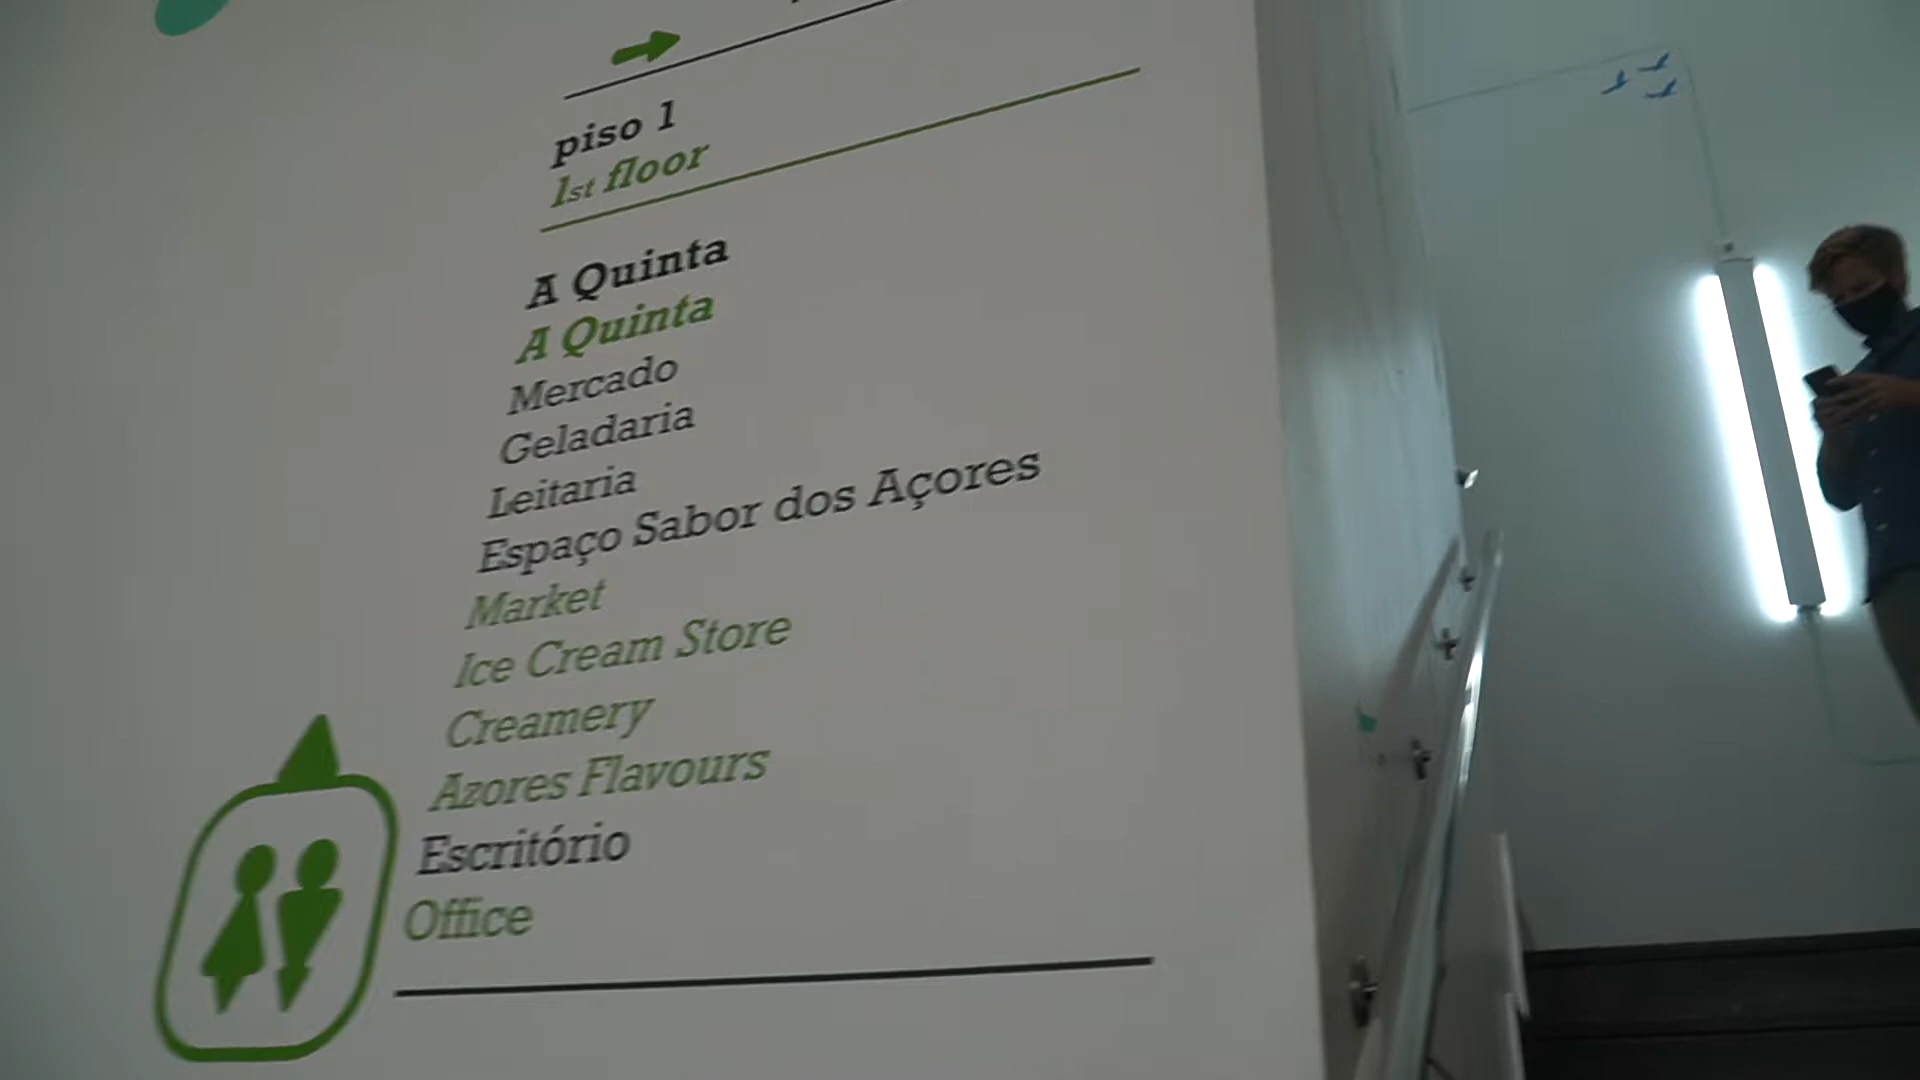 piso 1
1st floor
A Quinta
A Quinta
Mercado
Geladaria
Leitaria
Espaço Sabor dos Açores
Market
Ice Cream Store
Creamery
Azores Flavours
Escritório
Office